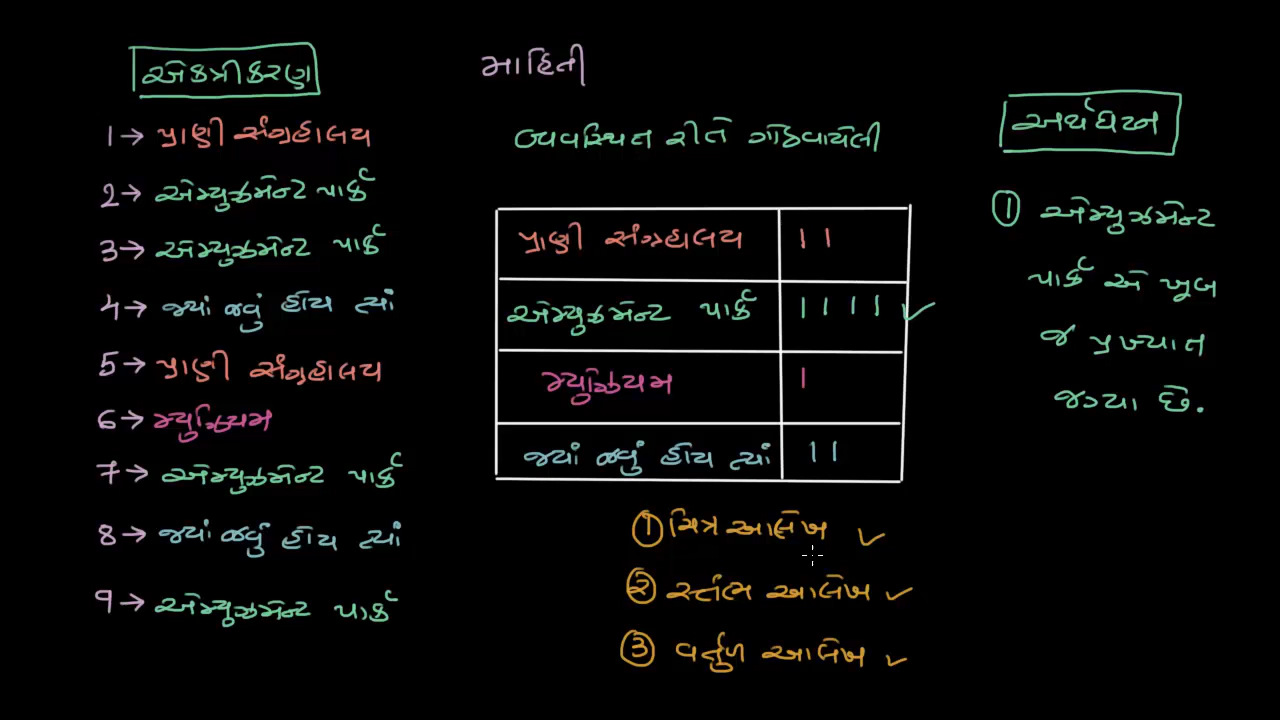 એકત્રીકરણ
1→ પ્રાણી સંગ્રહાલય
2→ એમ્યુઝમેન્ટ પાર્ક
3→ એમ્યુઝમેન્ટ પાર્ક
4→ જ્યાં જવું હોય ત્યાં
5→ પ્રાણી સંગ્રહાલય
6→ મ્યુઝિયમ
7→ એમ્યુઝમેન્ટ પાર્ક
8→ જ્યાં જવું હોય ત્યાં
9→ એમ્યુઝમેન્ટ પાર્ક
માહિતી
વ્યવસ્થિત રીતે ગોઠવાયેલી
પ્રાણી સંગ્રહાલય | |
એમ્યુઝમેન્ટ પાર્ક | | | | ✓
મ્યુઝિયમ |
જ્યાં જવું હોય ત્યાં | |
① ચિત્ર આલેખ ✓
② સ્તંભ આલેખ ✓
③ વર્તુળ આલેખ ✓
અર્થઘટન
① એમ્યુઝમેન્ટ
પાર્ક એ ખૂબ
જ પ્રખ્યાત
જગ્યા છે.